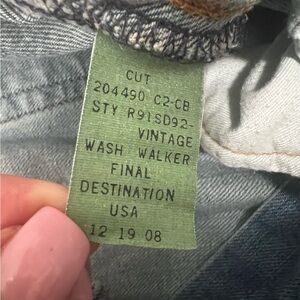 CUT
204490 C2-CB
STY R91SD92-
VINTAGE
WASH WALKER
FINAL
DESTINATION
USA
12 19 08